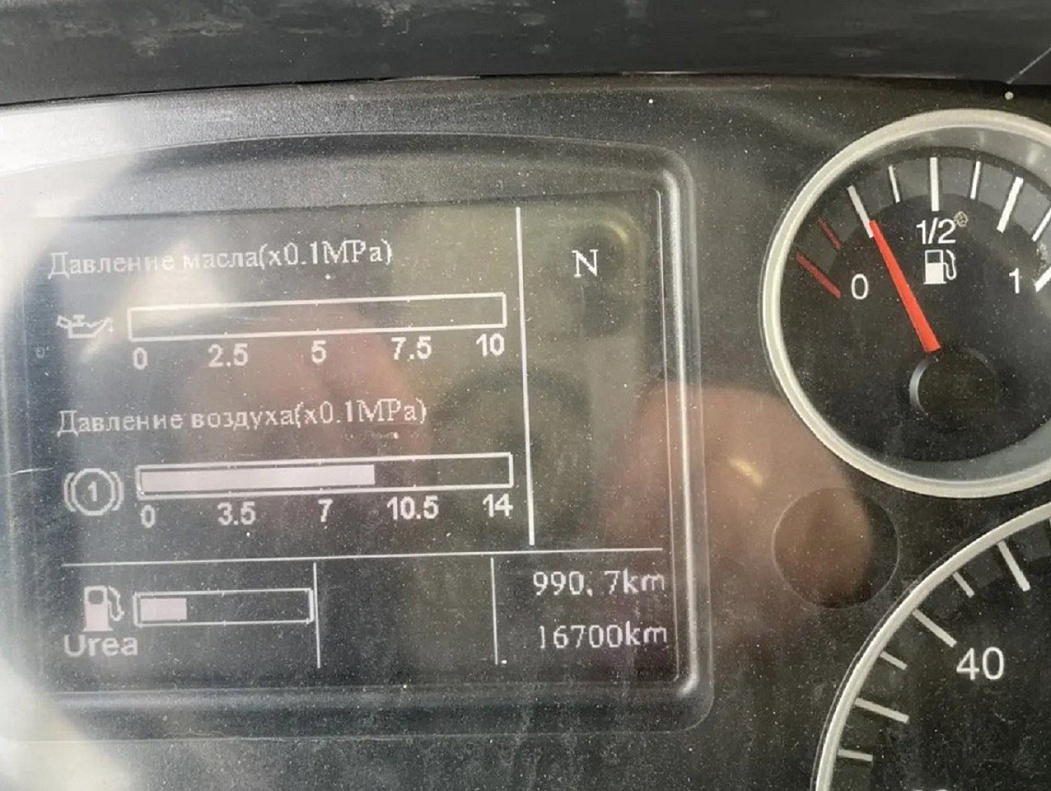 Давление масла(x0.1MPa)
0 2.5 5 7.5 10
Давление воздуха(x0.1MPa)
1
0 3.5 7 10.5 14
Urea
N
990. 7km
16700km
0 1/2 1
40